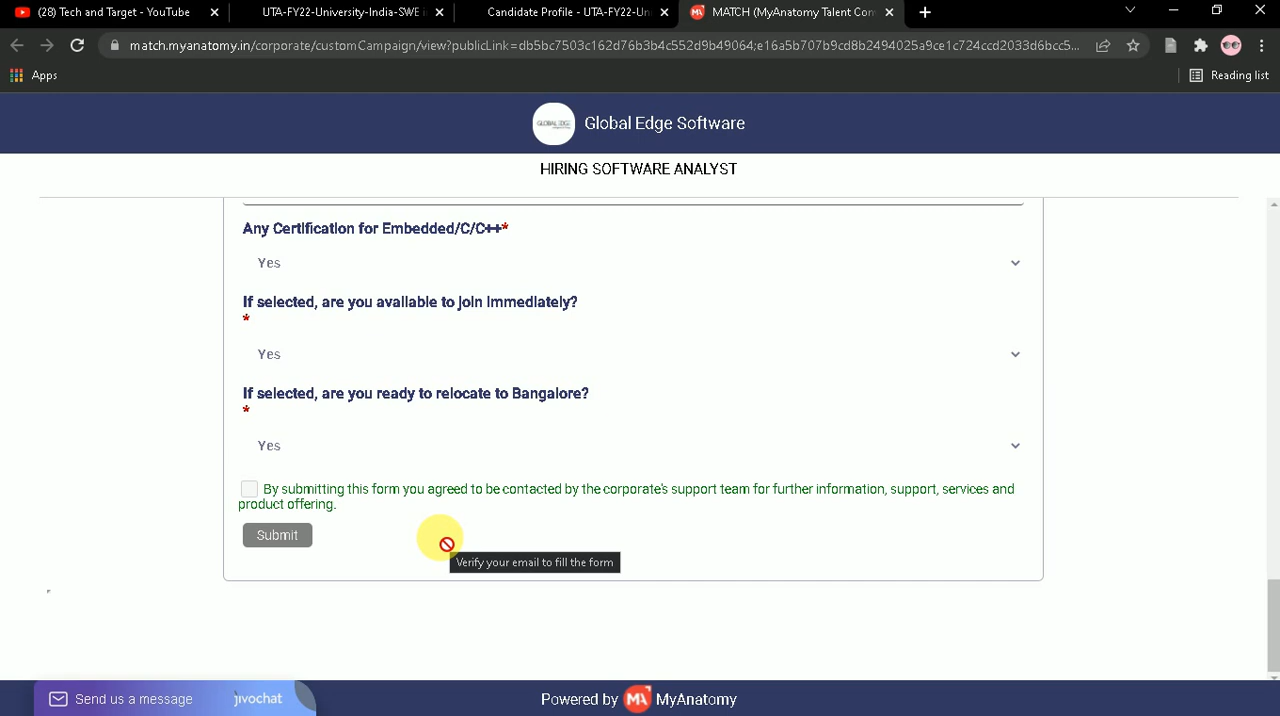 (28) Tech and Target - YouTube
UTA-FY22-University-India-SWE i
Candidate Profile - UTA-FY22-Un
MATCH (MyAnatomy Talent Con
match.myanatomy.in/corporate/customCampaign/view?publicLink=db5bc7503c162d76b3b4c552d9b49064;e16a5b707b9cd8b2494025a9ce1c724ccd2033d6bcc5...
Apps
Reading list
GLOBAL EDGE
Global Edge Software
HIRING SOFTWARE ANALYST
Any Certification for Embedded/C/C++*
Yes
If selected, are you available to join immediately?
*
Yes
If selected, are you ready to relocate to Bangalore?
*
Yes
By submitting this form you agreed to be contacted by the corporate's support team for further information, support, services and
product offering.
Submit
Verify your email to fill the form
Send us a message
jivochat
Powered by MA MyAnatomy